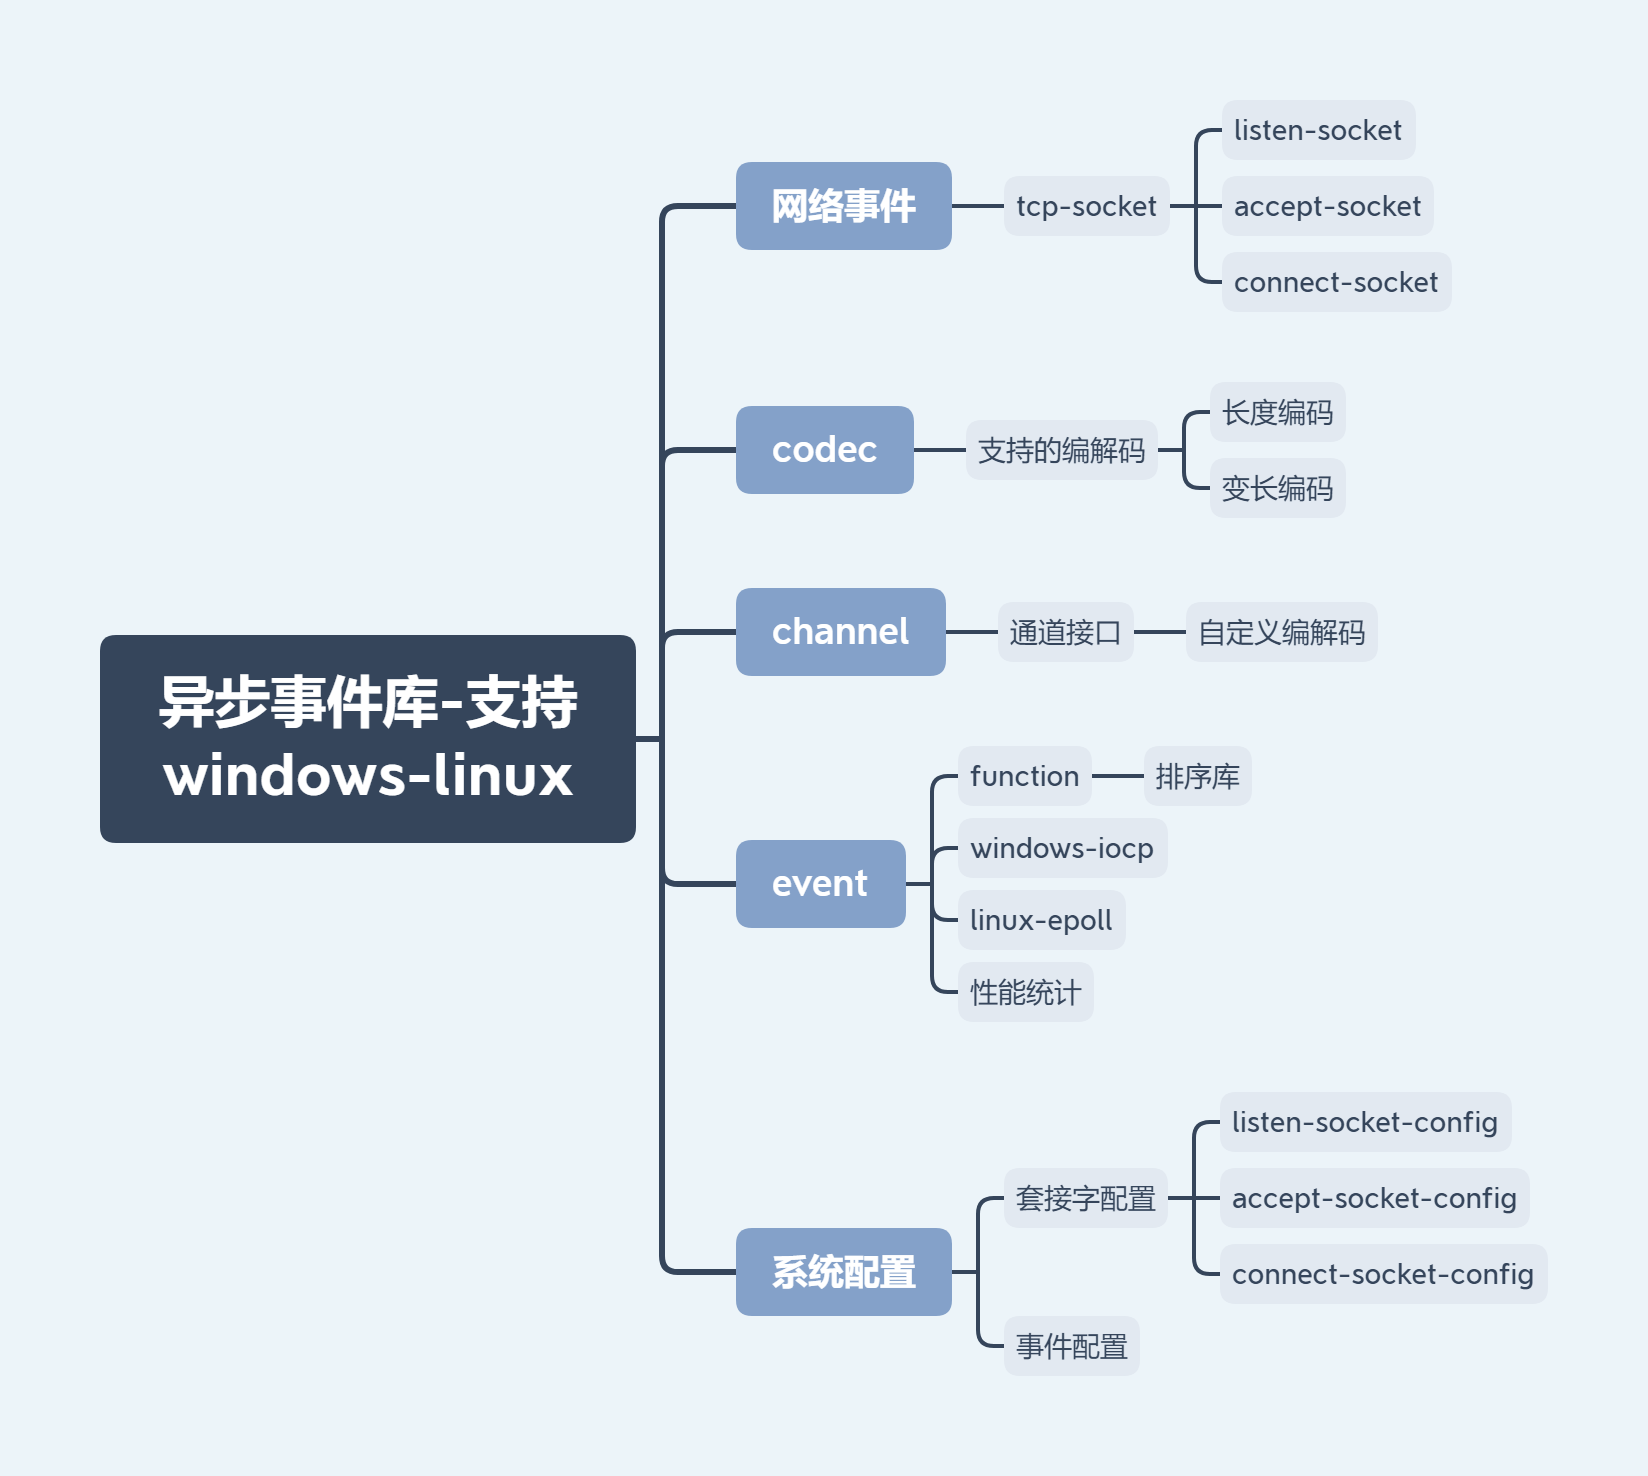 异步事件库-支持
windows-linux
网络事件
tcp-socket
listen-socket
accept-socket
connect-socket
codec
支持的编解码
长度编码
变长编码
channel
通道接口
自定义编解码
event
function
排序库
windows-iocp
linux-epoll
性能统计
系统配置
套接字配置
listen-socket-config
accept-socket-config
connect-socket-config
事件配置